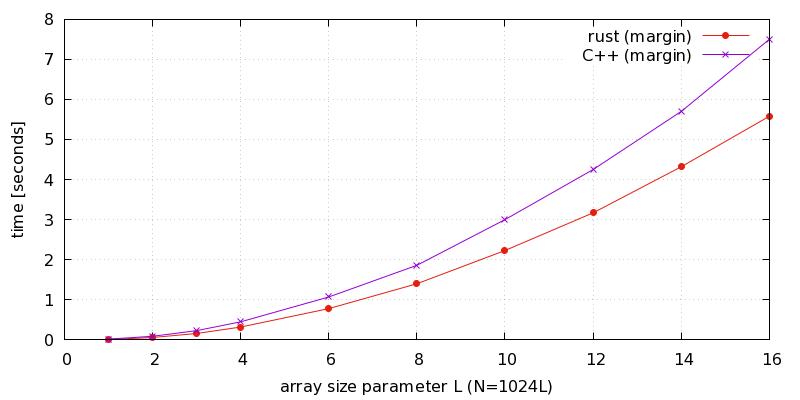 8
7
6
5
4
3
2
1
0
time [seconds]
rust (margin)
C++ (margin)
0 2 4 6 8 10 12 14 16
array size parameter L (N=1024L)